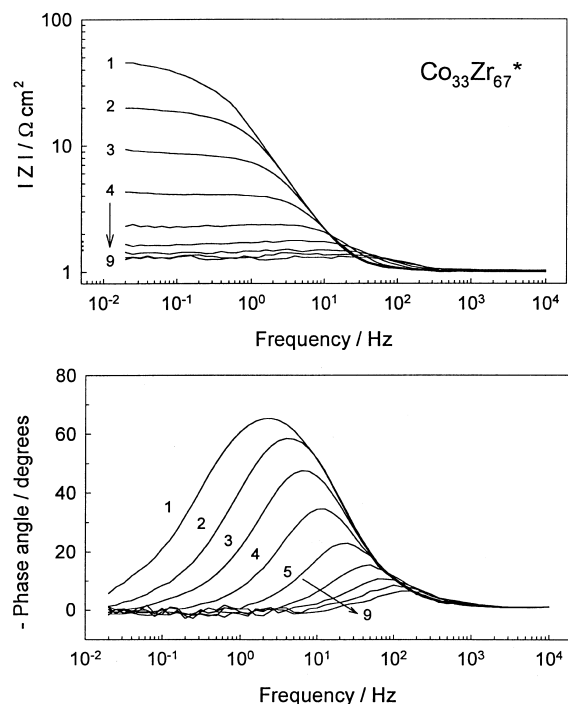 100
10
1
| Z | / Ω cm²
Co₃₃Zr₆₇*
1
2
3
4
9
10⁻² 10⁻¹ 10⁰ 10¹ 10² 10³ 10⁴
Frequency / Hz
80
60
40
20
0
- Phase angle / degrees
1
2
3
4
5
9
10⁻² 10⁻¹ 10⁰ 10¹ 10² 10³ 10⁴
Frequency / Hz